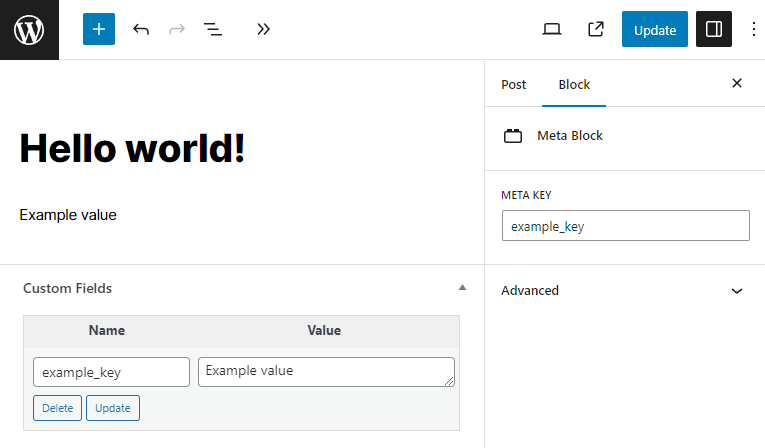 Update
Post Block
Meta Block
META KEY
example_key
Advanced
Hello world!
Example value
Custom Fields
Name Value
example_key Example value
Delete Update